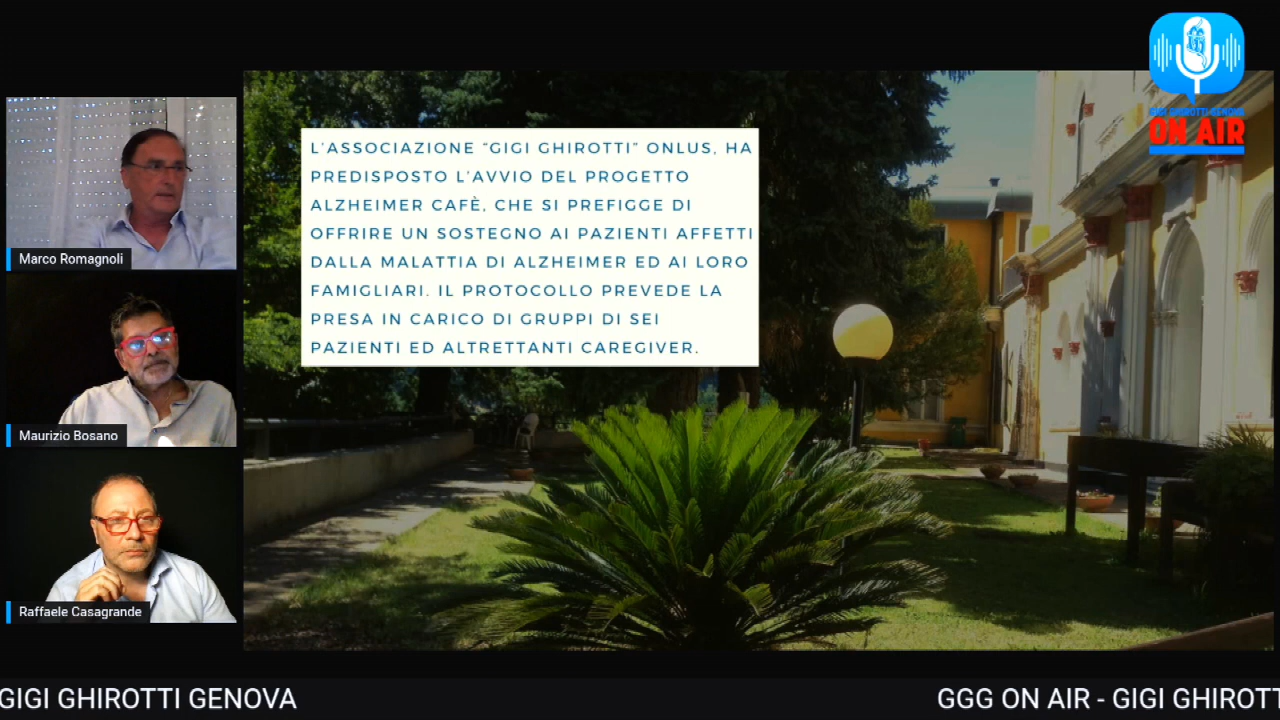 GIGI GHIROTTI GENOVA
ON AIR
L'ASSOCIAZIONE “GIGI GHIROTTI” ONLUS, HA
PREDISPOSTO L'AVVIO DEL PROGETTO
ALZHEIMER CAFÈ, CHE SI PREFIGGE DI
OFFRIRE UN SOSTEGNO AI PAZIENTI AFFETTI
DALLA MALATTIA DI ALZHEIMER ED AI LORO
FAMIGLIARI. IL PROTOCOLLO PREVEDE LA
PRESA IN CARICO DI GRUPPI DI SEI
PAZIENTI ED ALTRETTANTI CAREGIVER.
Marco Romagnoli
Maurizio Bosano
Raffaele Casagrande
GIGI GHIROTTI GENOVA
GGG ON AIR - GIGI GHIROTT